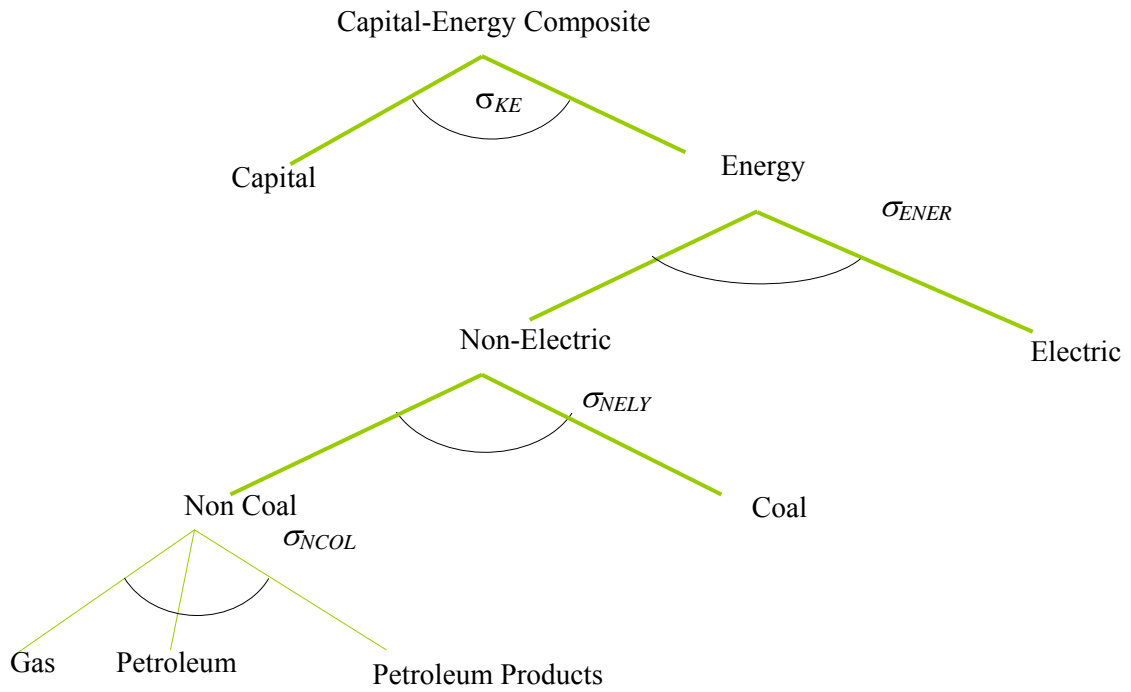 Capital-Energy Composite
σKE
Capital
Energy
σENER
Non-Electric
Electric
σNELY
Non Coal
Coal
σNCOL
Gas
Petroleum
Petroleum Products